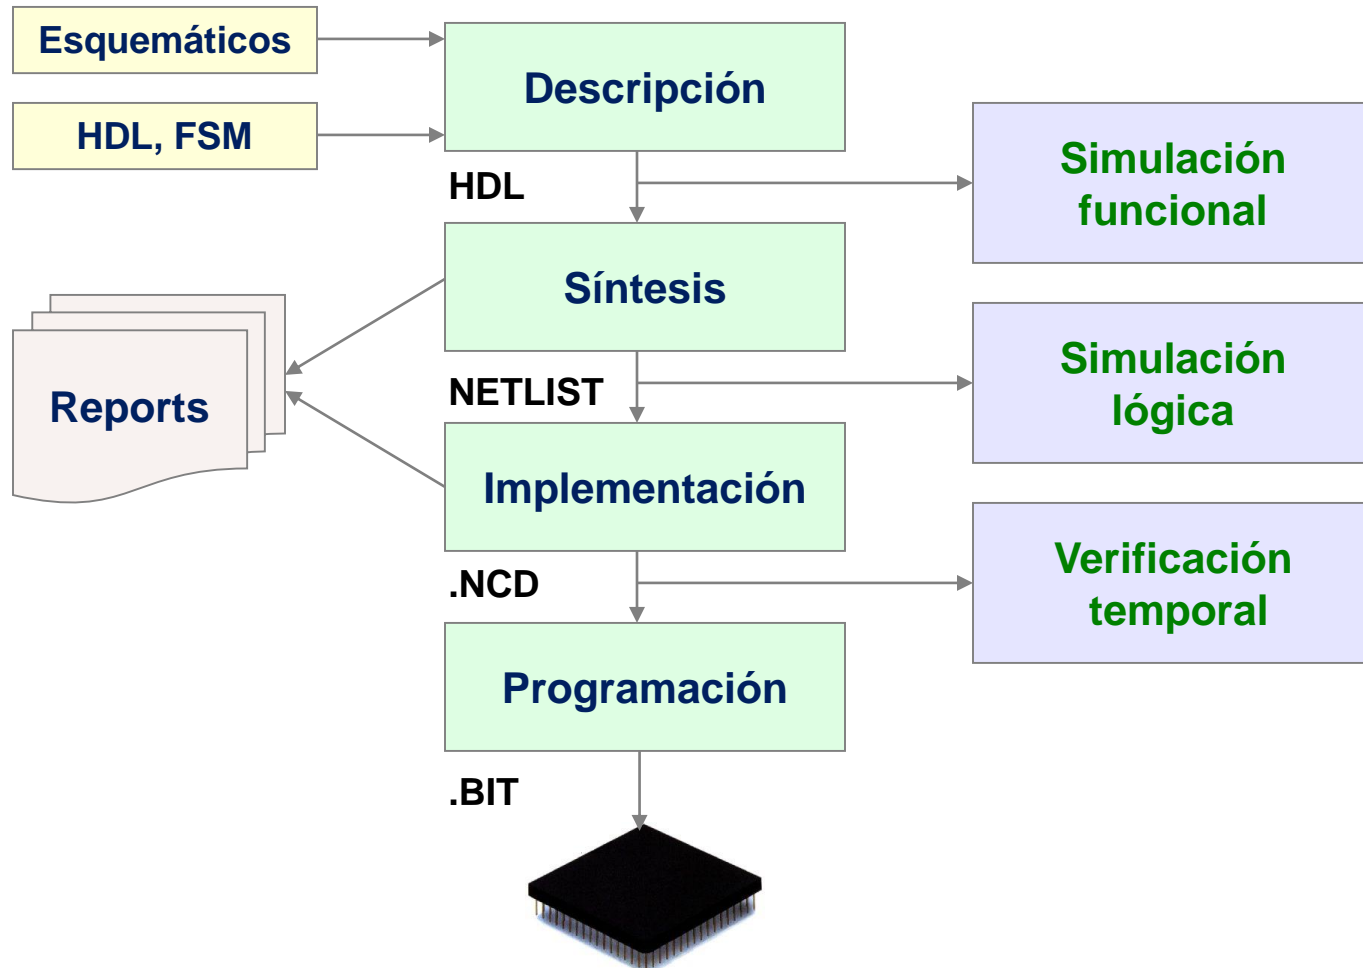 Esquemáticos
HDL, FSM
Descripción
HDL
Simulación
funcional
Síntesis
Reports
NETLIST
Simulación
lógica
Implementación
.NCD
Verificación
temporal
Programación
.BIT